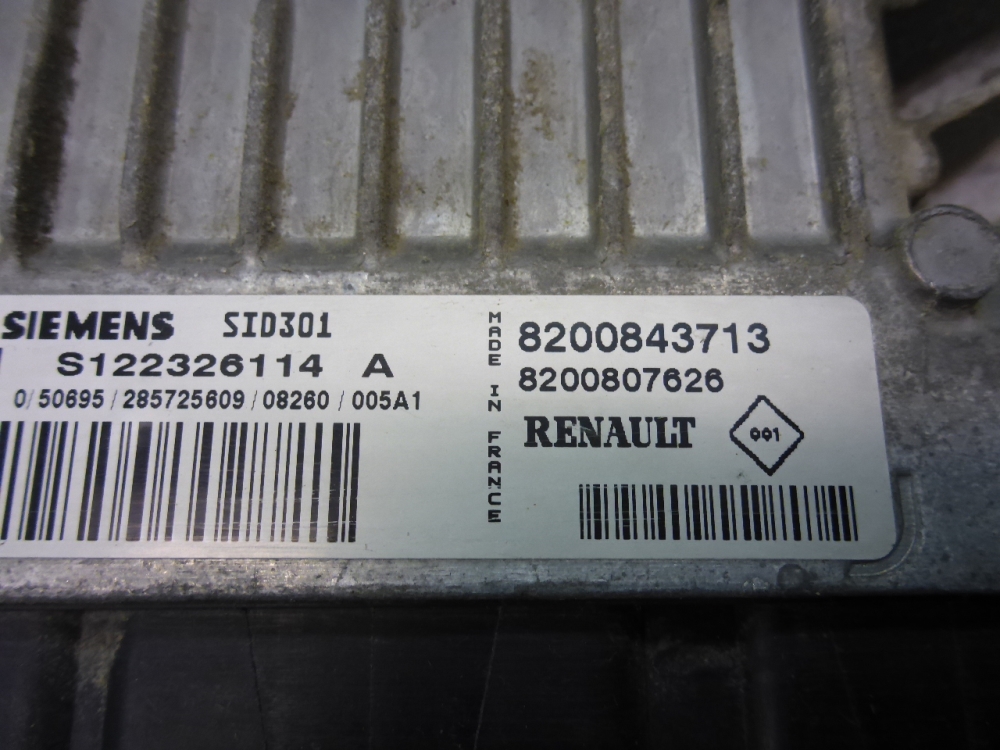 SIEMENS SID301
S122326114 A
0/50695/285725609/08260/005A1
MADE IN FRANCE
8200843713
8200807626
RENAULT 001